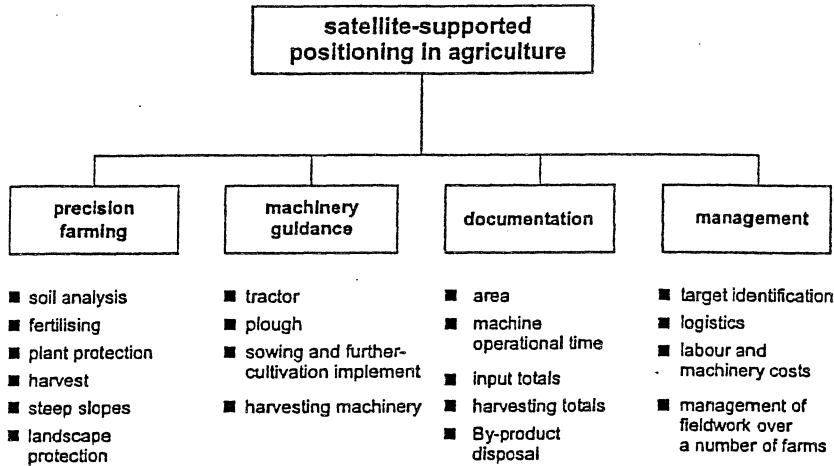 satellite-supported
positioning in agriculture
precision
farming
machinery
guidance
documentation
management
■ soil analysis
■ fertilising
■ plant protection
■ harvest
■ steep slopes
■ landscape
protection
■ tractor
■ plough
■ sowing and further-
cultivation implement
■ harvesting machinery
■ area
■ machine
operational time
■ input totals
■ harvesting totals
■ By-product
disposal
■ target identification
■ logistics
■ labour and
machinery costs
■ management of
fieldwork over
a number of farms